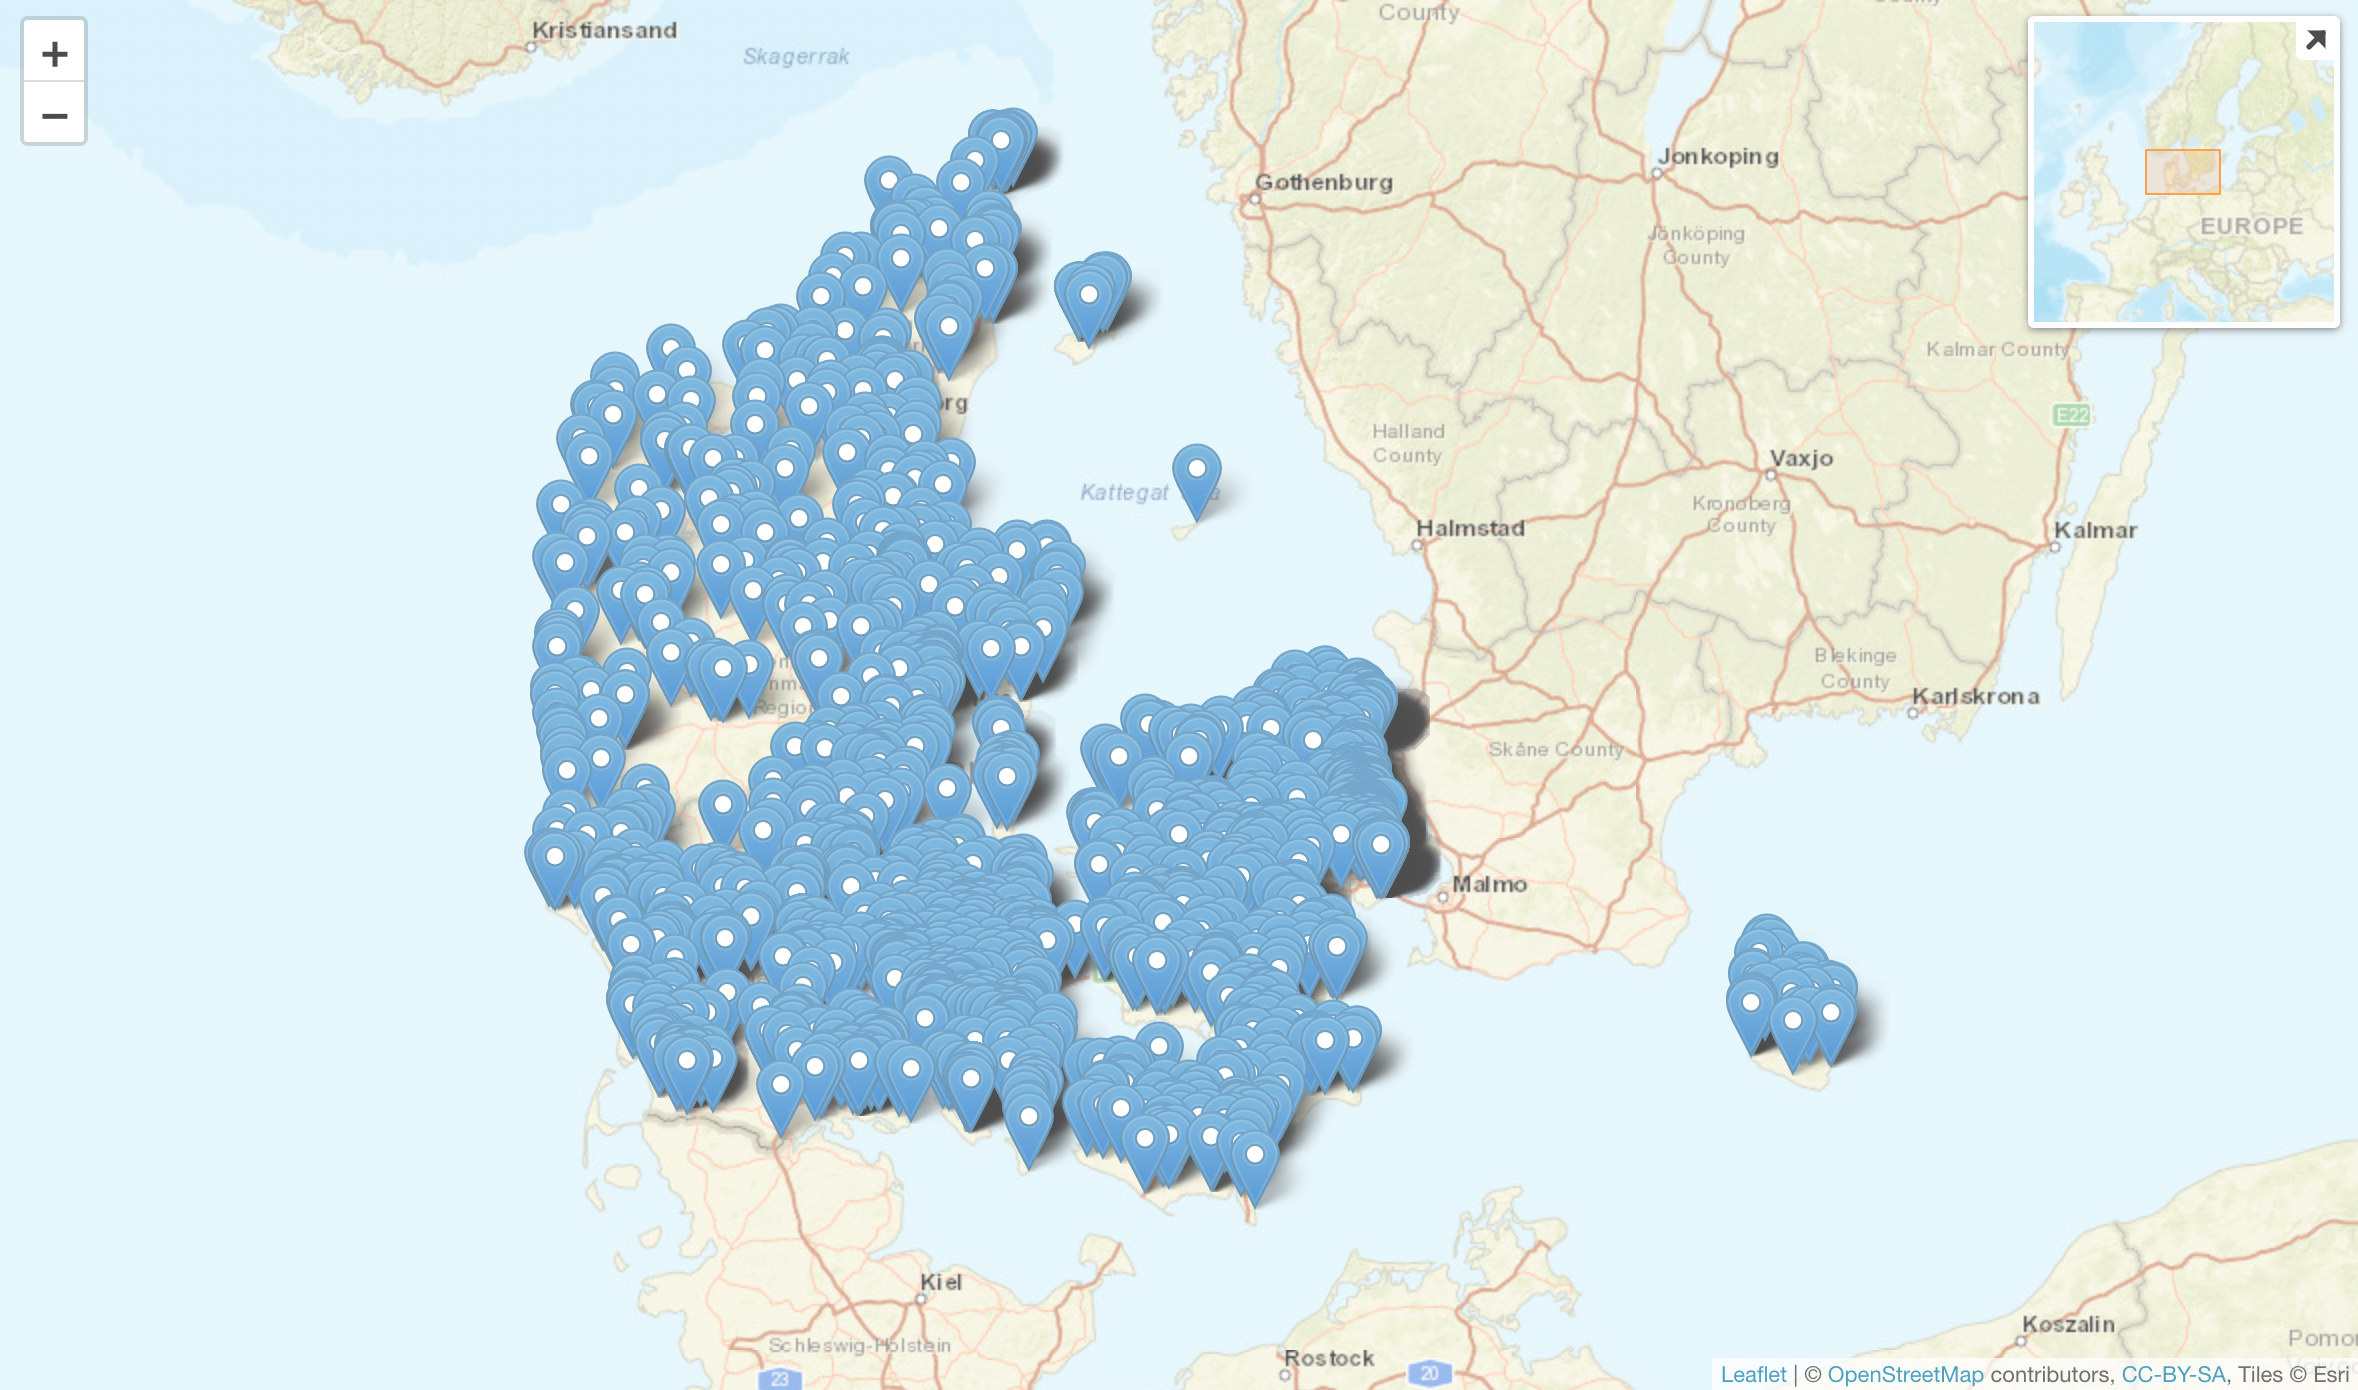 +
−
Kristiansand
Skagerrak
County
Gothenburg
Jonkoping
Jönköping
County
EUROPE
Kalmar County
E22
Halland
County
Vaxjo
Kattegat
Kronoberg
County
Halmstad
Kalmar
Blekinge
County
Karlskrona
Skåne County
Malmo
Kiel
Schleswig-Holstein
23
Rostock
20
Koszalin
Leaflet | © OpenStreetMap contributors, CC-BY-SA, Tiles © Esri